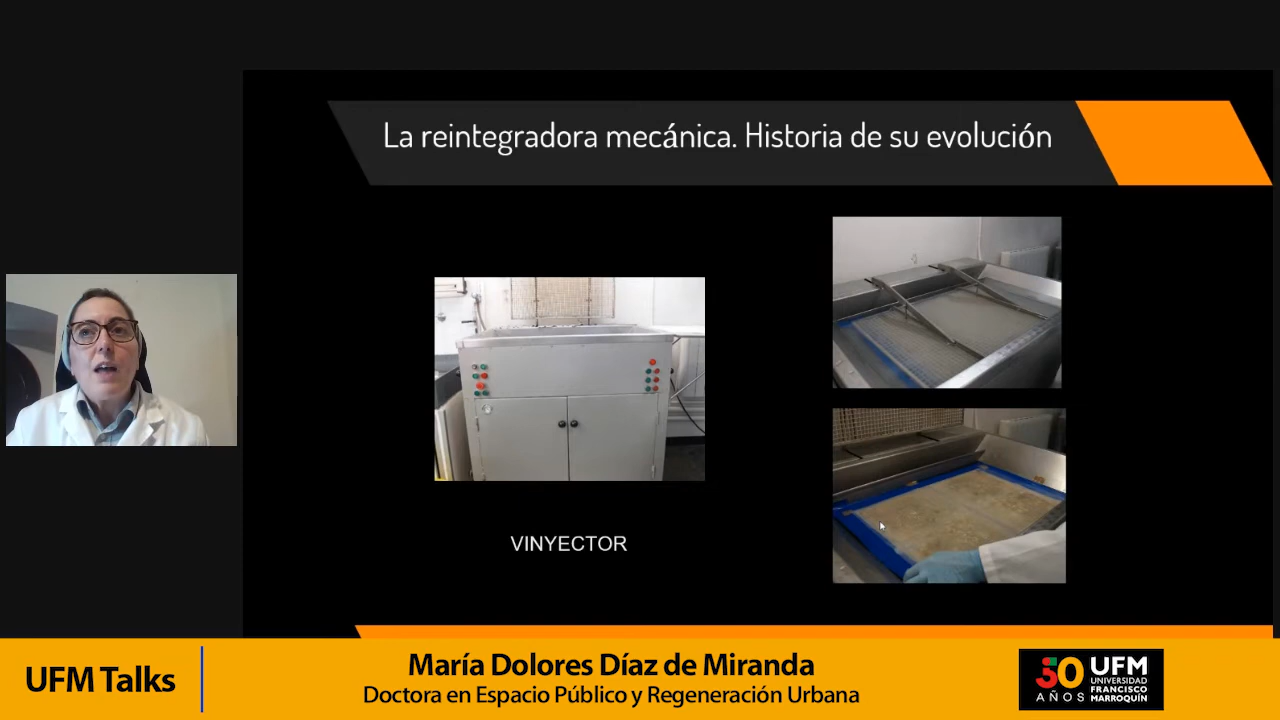 La reintegradora mecánica. Historia de su evolución
VINYECTOR
UFM Talks
María Dolores Díaz de Miranda
Doctora en Espacio Público y Regeneración Urbana
50
AÑOS
UFM
UNIVERSIDAD
FRANCISCO
MARROQUÍN